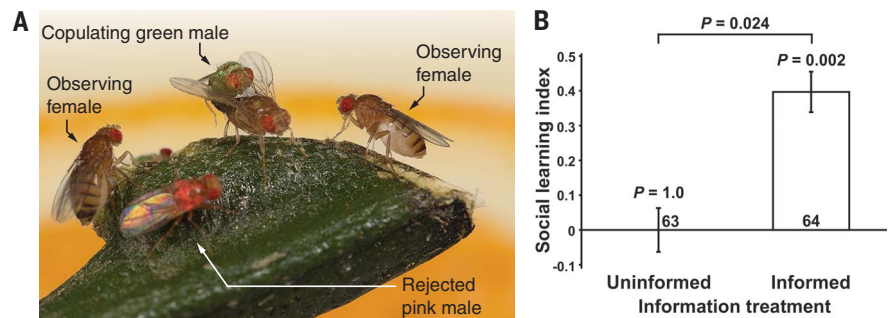 A
Copulating green male
Observing
female
Observing
female
Rejected
pink male
B
P = 0.024
P = 1.0
P = 0.002
63
64
0.5
0.4
0.3
0.2
0.1
0
-0.1
Social learning index
Uninformed
Informed
Information treatment